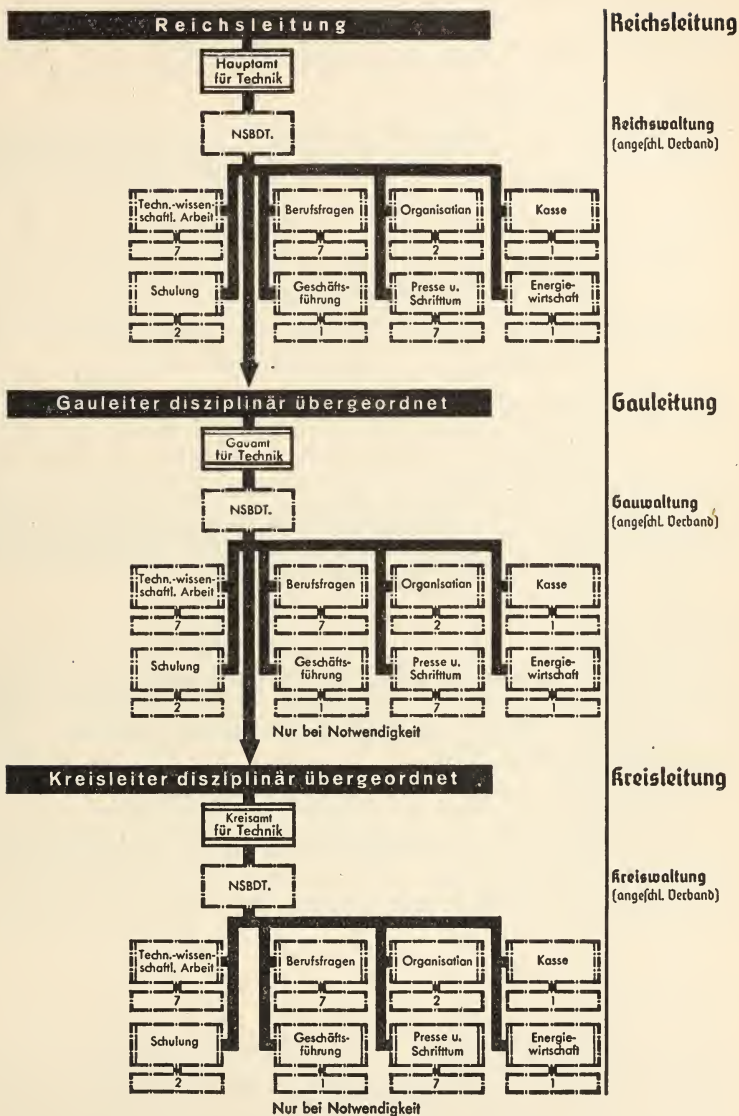 Reichsleitung
Reichsleitung
Hauptamt
für Technik
NSBDT.
Reichswaltung
(angeschl. Verband)
Techn.-wissen-
schaftl. Arbeit
Berufsfragen
Organisation
Kasse
7
7
2
1
Schulung
Geschäfts-
führung
Presse u.
Schrifttum
Energie-
wirtschaft
2
1
7
1
Gauleiter disziplinär übergeordnet
Gauleitung
Gauamt
für Technik
NSBDT.
Gauwaltung
(angeschl. Verband)
Techn.-wissen-
schaftl. Arbeit
Berufsfragen
Organisation
Kasse
7
7
2
1
Schulung
Geschäfts-
führung
Presse u.
Schrifttum
Energie-
wirtschaft
2
1
7
1
Nur bei Notwendigkeit
Kreisleiter disziplinär übergeordnet
Kreisleitung
Kreisamt
für Technik
NSBDT.
Kreiswaltung
(angeschl. Verband)
Techn.-wissen-
schaftl. Arbeit
Berufsfragen
Organisation
Kasse
7
7
2
1
Schulung
Geschäfts-
führung
Presse u.
Schrifttum
Energie-
wirtschaft
2
1
7
1
Nur bei Notwendigkeit